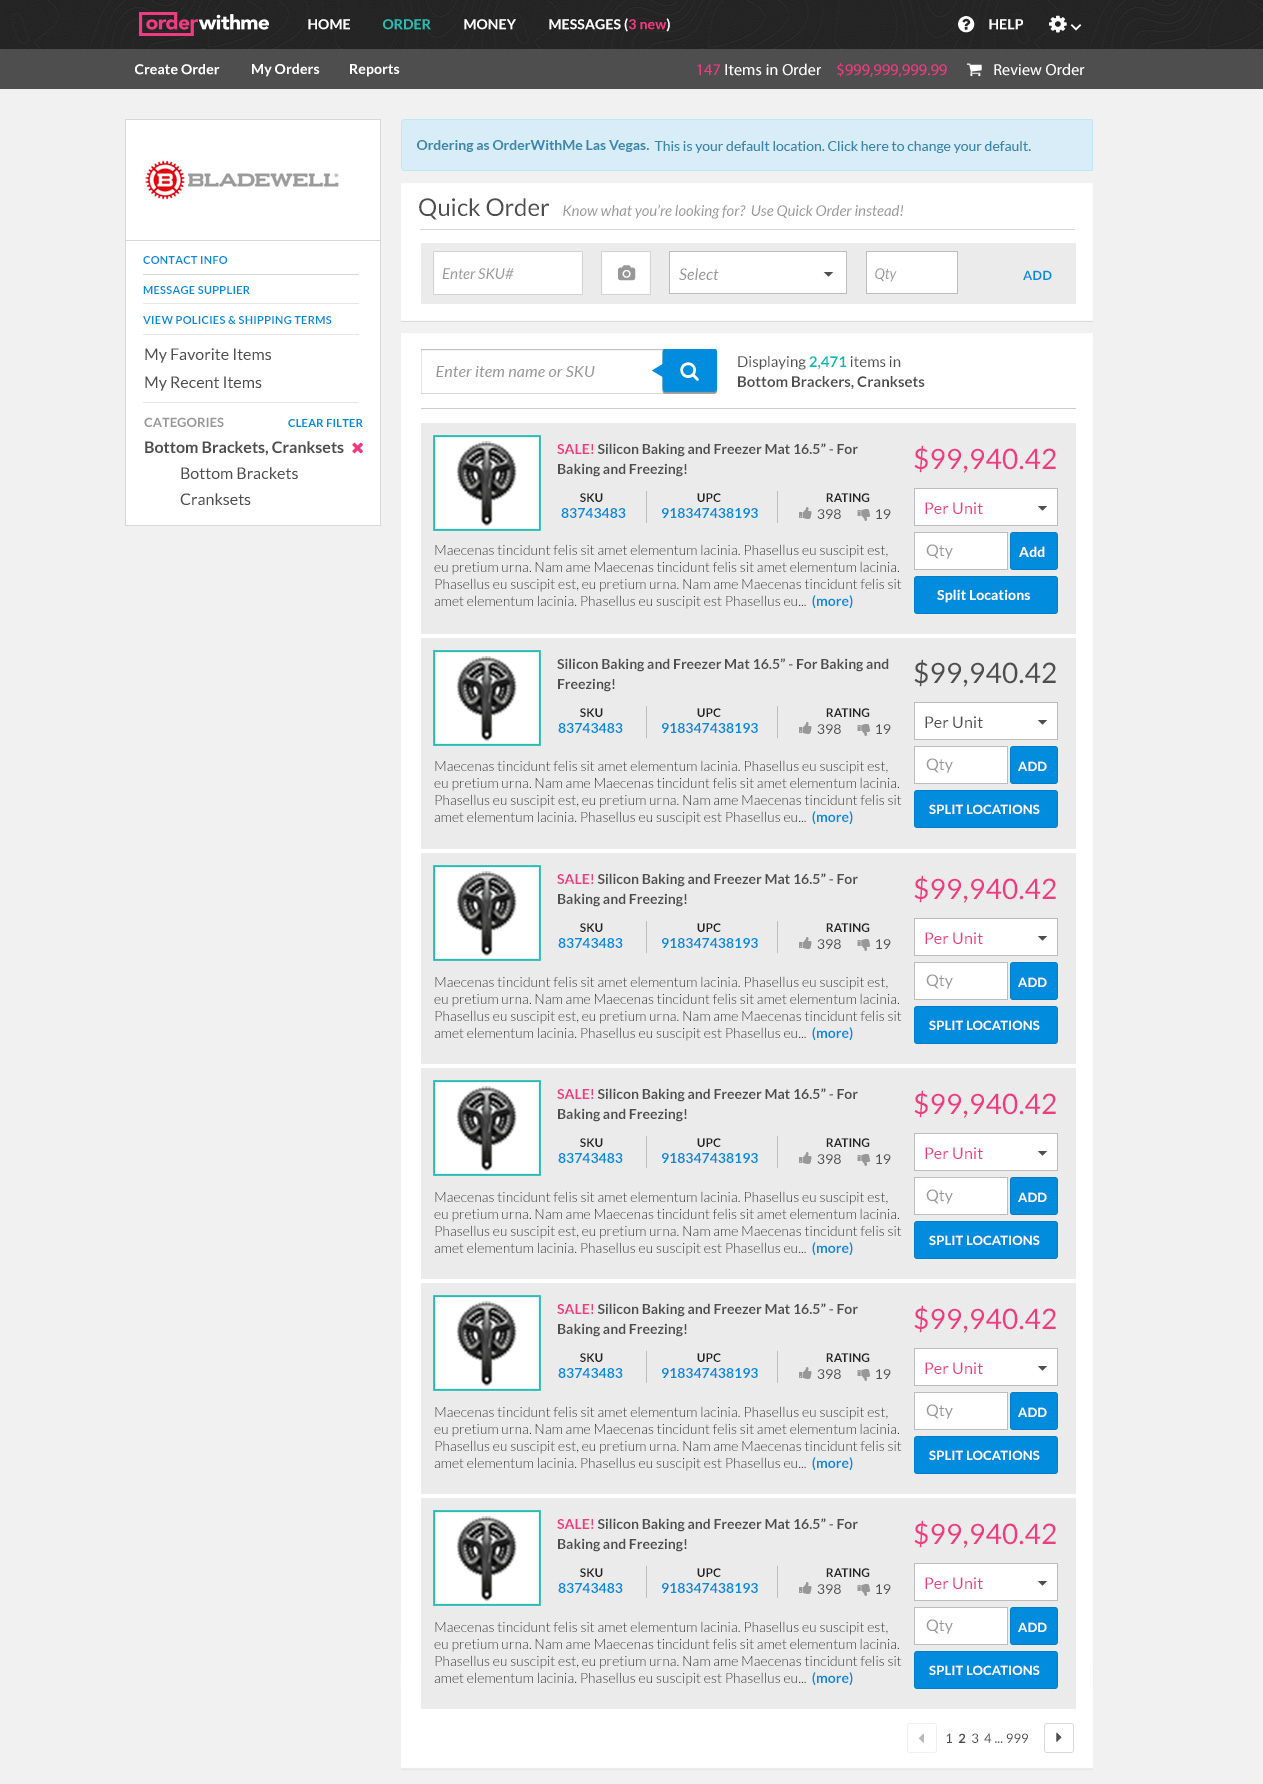 orderwithme HOME ORDER MONEY MESSAGES (3 new) HELP
Create Order My Orders Reports 147 Items in Order $999,999,999.99 Review Order
BLADEWELL
CONTACT INFO
MESSAGE SUPPLIER
VIEW POLICIES & SHIPPING TERMS
My Favorite Items
My Recent Items
CATEGORIES CLEAR FILTER
Bottom Brackets, Cranksets
Bottom Brackets
Cranksets
Ordering as OrderWithMe Las Vegas. This is your default location. Click here to change your default.
Quick Order Know what you're looking for? Use Quick Order instead!
Enter SKU# Select Qty ADD
Enter item name or SKU
Displaying 2,471 items in
Bottom Brackers, Cranksets
SALE! Silicon Baking and Freezer Mat 16.5” - For
Baking and Freezing!
SKU UPC RATING
83743483 918347438193 398 19
Maecenas tincidunt felis sit amet elementum lacinia. Phasellus eu suscipit est,
eu pretium urna. Nam ame Maecenas tincidunt felis sit amet elementum lacinia.
Phasellus eu suscipit est, eu pretium urna. Nam ame Maecenas tincidunt felis sit
amet elementum lacinia. Phasellus eu suscipit est Phasellus eu... (more)
$99,940.42
Per Unit
Qty Add
Split Locations
Silicon Baking and Freezer Mat 16.5” - For Baking and
Freezing!
SKU UPC RATING
83743483 918347438193 398 19
Maecenas tincidunt felis sit amet elementum lacinia. Phasellus eu suscipit est,
eu pretium urna. Nam ame Maecenas tincidunt felis sit amet elementum lacinia.
Phasellus eu suscipit est, eu pretium urna. Nam ame Maecenas tincidunt felis sit
amet elementum lacinia. Phasellus eu suscipit est Phasellus eu... (more)
$99,940.42
Per Unit
Qty ADD
SPLIT LOCATIONS
SALE! Silicon Baking and Freezer Mat 16.5” - For
Baking and Freezing!
SKU UPC RATING
83743483 918347438193 398 19
Maecenas tincidunt felis sit amet elementum lacinia. Phasellus eu suscipit est,
eu pretium urna. Nam ame Maecenas tincidunt felis sit amet elementum lacinia.
Phasellus eu suscipit est, eu pretium urna. Nam ame Maecenas tincidunt felis sit
amet elementum lacinia. Phasellus eu suscipit est Phasellus eu... (more)
$99,940.42
Per Unit
Qty ADD
SPLIT LOCATIONS
SALE! Silicon Baking and Freezer Mat 16.5” - For
Baking and Freezing!
SKU UPC RATING
83743483 918347438193 398 19
Maecenas tincidunt felis sit amet elementum lacinia. Phasellus eu suscipit est,
eu pretium urna. Nam ame Maecenas tincidunt felis sit amet elementum lacinia.
Phasellus eu suscipit est, eu pretium urna. Nam ame Maecenas tincidunt felis sit
amet elementum lacinia. Phasellus eu suscipit est Phasellus eu... (more)
$99,940.42
Per Unit
Qty ADD
SPLIT LOCATIONS
SALE! Silicon Baking and Freezer Mat 16.5” - For
Baking and Freezing!
SKU UPC RATING
83743483 918347438193 398 19
Maecenas tincidunt felis sit amet elementum lacinia. Phasellus eu suscipit est,
eu pretium urna. Nam ame Maecenas tincidunt felis sit amet elementum lacinia.
Phasellus eu suscipit est, eu pretium urna. Nam ame Maecenas tincidunt felis sit
amet elementum lacinia. Phasellus eu suscipit est Phasellus eu... (more)
$99,940.42
Per Unit
Qty ADD
SPLIT LOCATIONS
SALE! Silicon Baking and Freezer Mat 16.5” - For
Baking and Freezing!
SKU UPC RATING
83743483 918347438193 398 19
Maecenas tincidunt felis sit amet elementum lacinia. Phasellus eu suscipit est,
eu pretium urna. Nam ame Maecenas tincidunt felis sit amet elementum lacinia.
Phasellus eu suscipit est, eu pretium urna. Nam ame Maecenas tincidunt felis sit
amet elementum lacinia. Phasellus eu suscipit est Phasellus eu... (more)
$99,940.42
Per Unit
Qty ADD
SPLIT LOCATIONS
1 2 3 4 ... 999